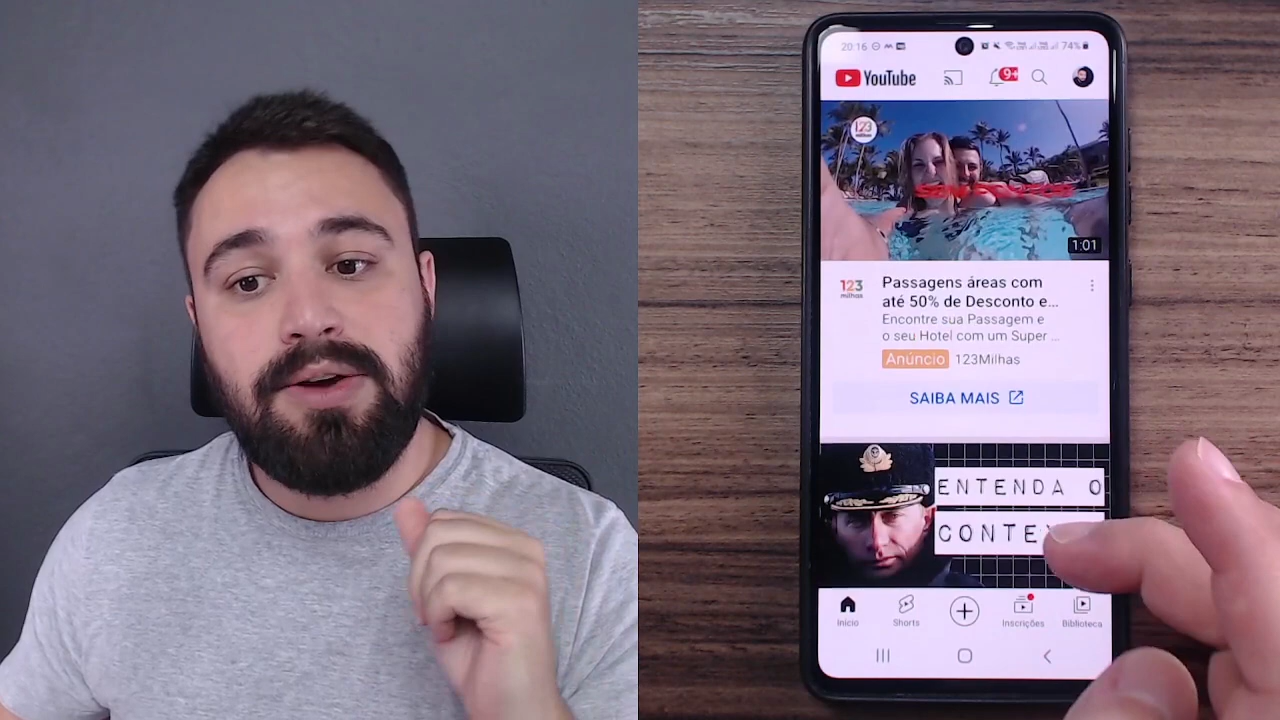 20:16
74%
YouTube
9+
123
milhas
1:01
123
milhas
Passagens áreas com
até 50% de Desconto e...
Encontre sua Passagem e
o seu Hotel com um Super ...
Anúncio 123Milhas
SAIBA MAIS
ENTENDA O
Início
Shorts
Inscrições
Biblioteca